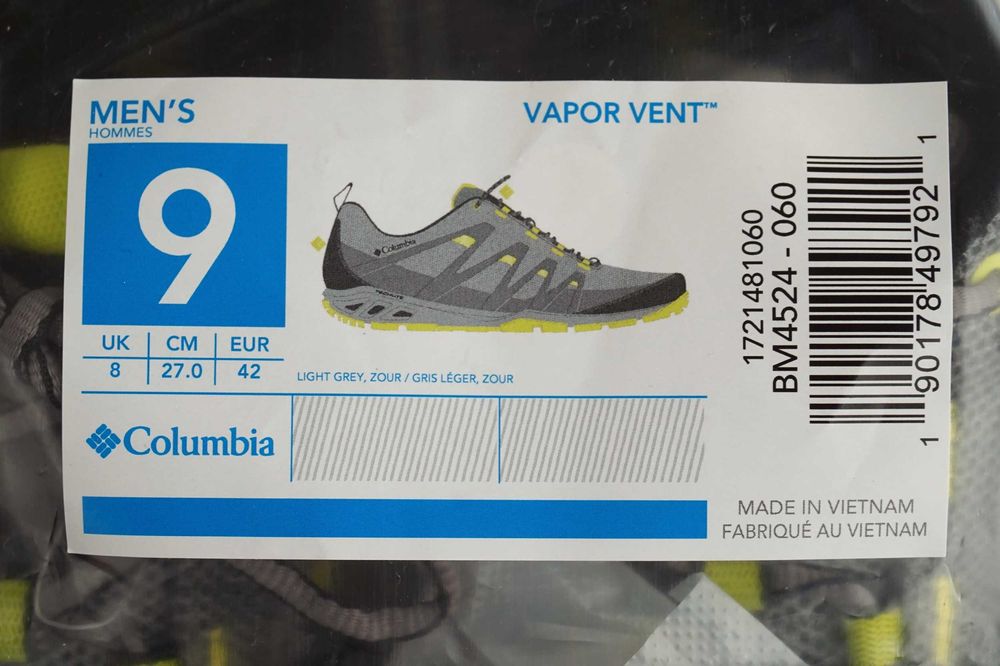 MEN'S
HOMMES
VAPOR VENT™
9
UK CM EUR
8 27.0 42
Columbia
LIGHT GREY, ZOUR / GRIS LÉGER, ZOUR
Columbia
1721481060
BM4524 - 060
1 90178 49792 1
MADE IN VIETNAM
FABRIQUÉ AU VIETNAM